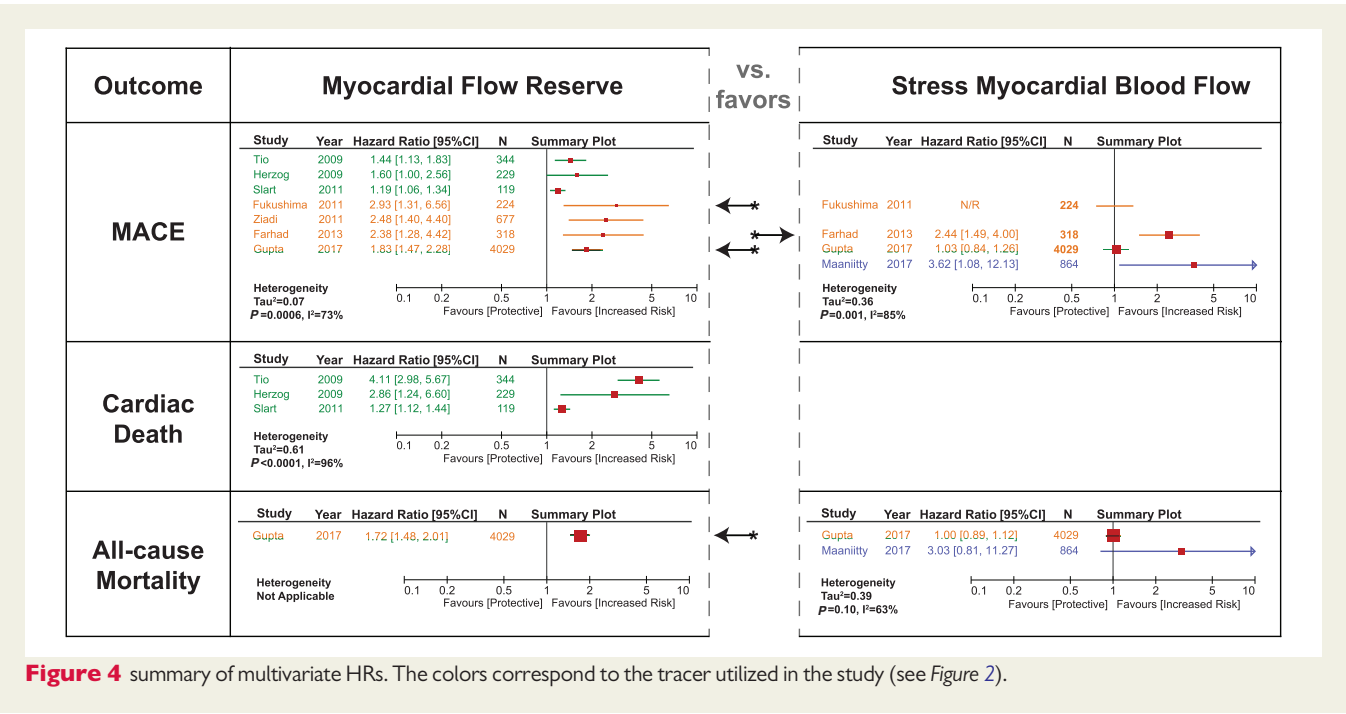 Outcome
Myocardial Flow Reserve
vs.
favors
Stress Myocardial Blood Flow
MACE
Study Year Hazard Ratio [95%CI] N Summary Plot
Tio 2009 1.44 [1.13, 1.83] 344
Herzog 2009 1.60 [1.00, 2.56] 229
Slart 2011 1.19 [1.06, 1.34] 119
Fukushima 2011 2.93 [1.31, 6.56] 224
Ziadi 2011 2.48 [1.40, 4.40] 677
Farhad 2013 2.38 [1.28, 4.42] 318
Gupta 2017 1.83 [1.47, 2.28] 4029
Heterogeneity
Tau²=0.07
P=0.0006, I²=73%
0.1 0.2 0.5 1 2 5 10
Favours [Protective] Favours [Increased Risk]
*
*
*
Study Year Hazard Ratio [95%CI] N Summary Plot
Fukushima 2011 N/R 224
Farhad 2013 2.44 [1.49, 4.00] 318
Gupta 2017 1.03 [0.84, 1.26] 4029
Maaniitty 2017 3.62 [1.08, 12.13] 864
Heterogeneity
Tau²=0.36
P=0.001, I²=85%
0.1 0.2 0.5 1 2 5 10
Favours [Protective] Favours [Increased Risk]
Cardiac
Death
Study Year Hazard Ratio [95%CI] N Summary Plot
Tio 2009 4.11 [2.98, 5.67] 344
Herzog 2009 2.86 [1.24, 6.60] 229
Slart 2011 1.27 [1.12, 1.44] 119
Heterogeneity
Tau²=0.61
P<0.0001, I²=96%
0.1 0.2 0.5 1 2 5 10
Favours [Protective] Favours [Increased Risk]
All-cause
Mortality
Study Year Hazard Ratio [95%CI] N Summary Plot
Gupta 2017 1.72 [1.48, 2.01] 4029
Heterogeneity
Not Applicable
0.1 0.2 0.5 1 2 5 10
Favours [Protective] Favours [Increased Risk]
*
Study Year Hazard Ratio [95%CI] N Summary Plot
Gupta 2017 1.00 [0.89, 1.12] 4029
Maaniitty 2017 3.03 [0.81, 11.27] 864
Heterogeneity
Tau²=0.39
P=0.10, I²=63%
0.1 0.2 0.5 1 2 5 10
Favours [Protective] Favours [Increased Risk]
Figure 4 summary of multivariate HRs. The colors correspond to the tracer utilized in the study (see Figure 2).